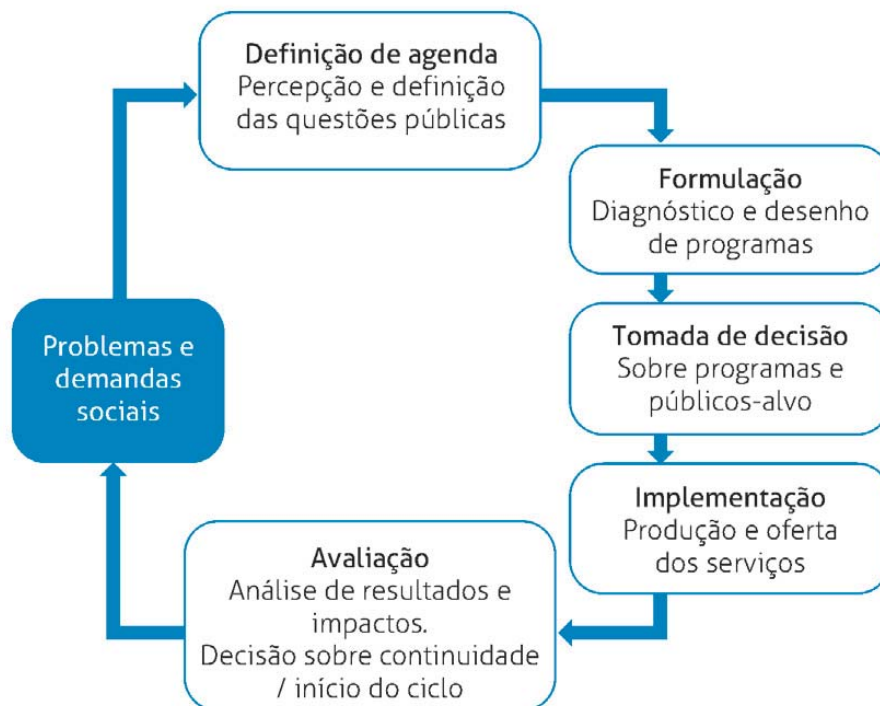 Definição de agenda
Percepção e definição
das questões públicas
Formulação
Diagnóstico e desenho
de programas
Tomada de decisão
Sobre programas e
públicos-alvo
Implementação
Produção e oferta
dos serviços
Avaliação
Análise de resultados e
impactos.
Decisão sobre continuidade
/ início do ciclo
Problemas e
demandas
sociais